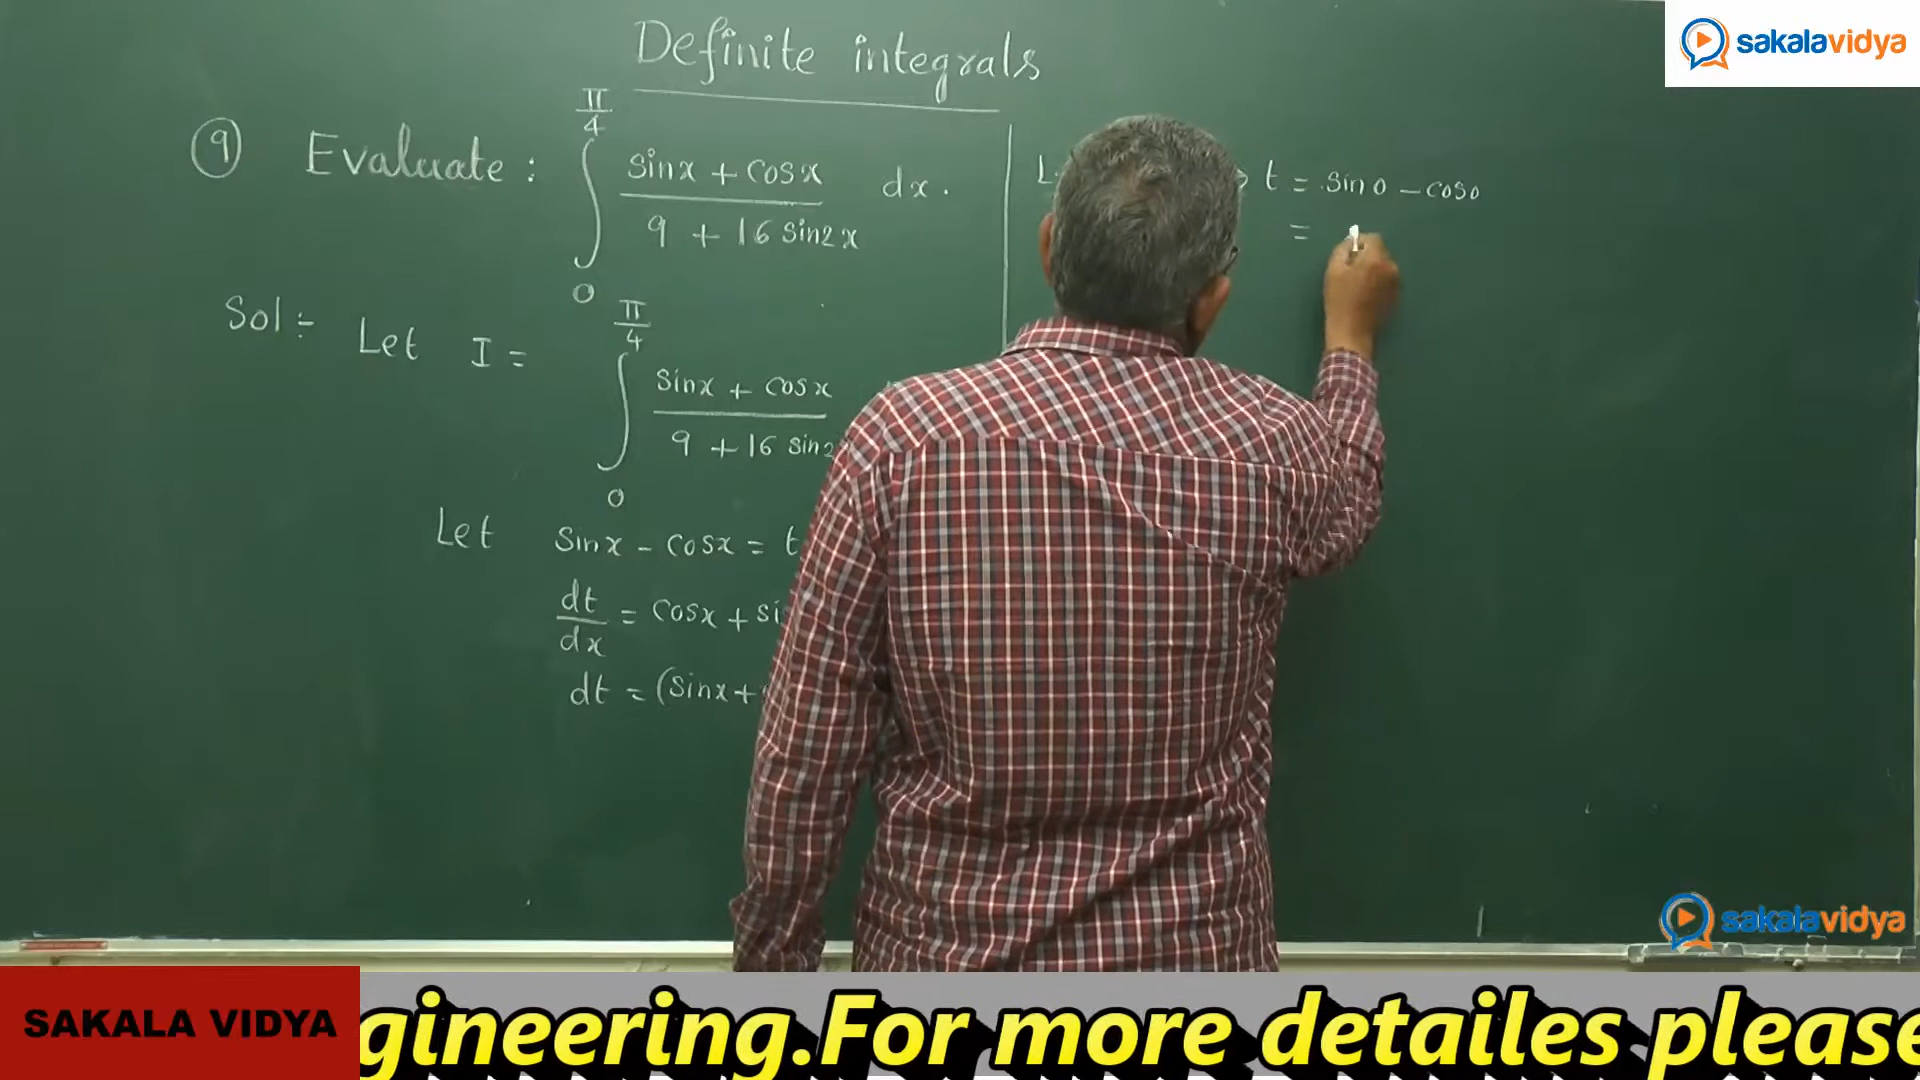 Definite integrals
9 Evaluate : ∫₀^(π/4) (sinx + cosx)/(9 + 16 sin2x) dx.
Sol:- Let I = ∫₀^(π/4) (sinx + cosx)/(9 + 16 sin2
Let sinx - cosx = t
dt/dx = cosx + si
dt = (sinx +
t = sin0 - cos0
=
sakalavidya
sakalavidya
SAKALA VIDYA
gineering.For more detailes please